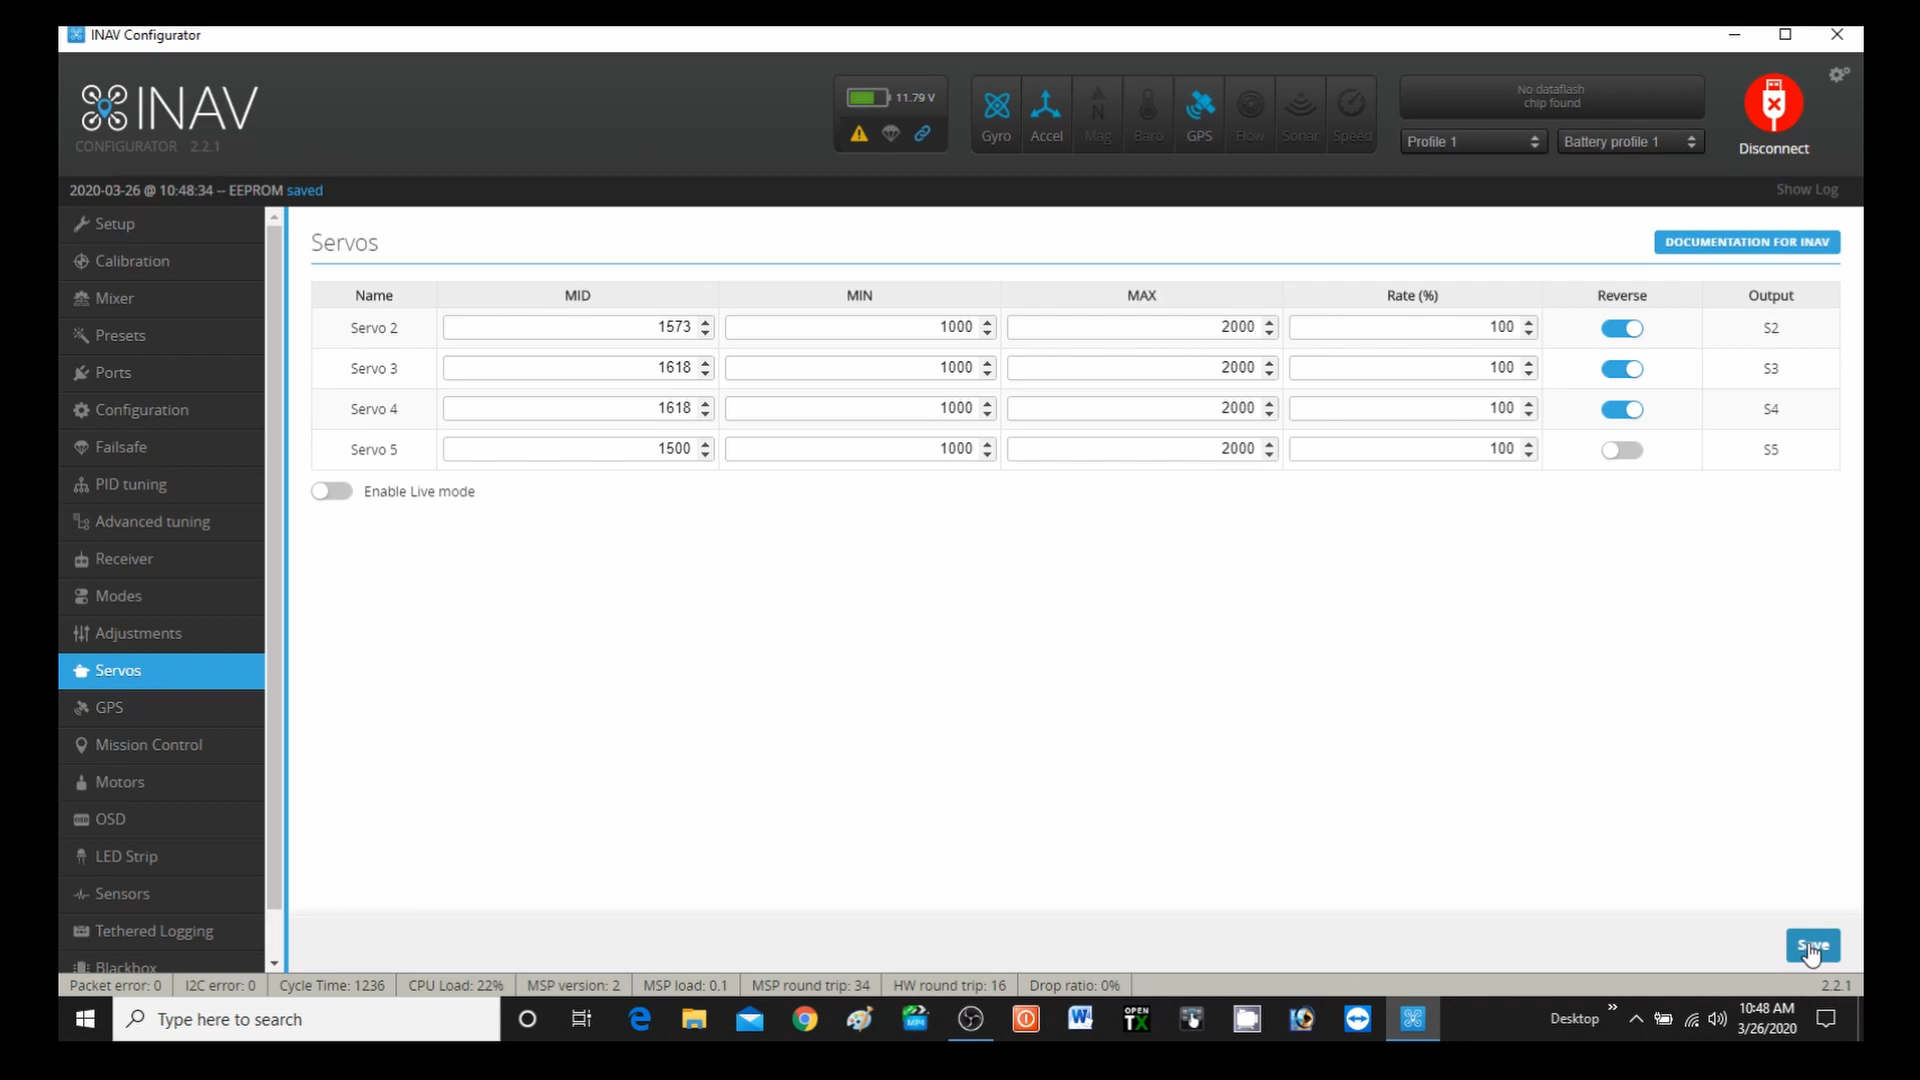 INAV Configurator
INAV
CONFIGURATOR 2.2.1
11.79 V
Gyro Accel Mag Baro GPS Flow Sonar Speed
No dataflash
chip found
Profile 1 Battery profile 1
Disconnect
2020-03-26 @ 10:48:34 -- EEPROM saved
Show Log
Setup
Calibration
Mixer
Presets
Ports
Configuration
Failsafe
PID tuning
Advanced tuning
Receiver
Modes
Adjustments
Servos
GPS
Mission Control
Motors
OSD
LED Strip
Sensors
Tethered Logging
Blackbox
Servos
DOCUMENTATION FOR INAV
Name MID MIN MAX Rate (%) Reverse Output
Servo 2 1573 1000 2000 100 S2
Servo 3 1618 1000 2000 100 S3
Servo 4 1618 1000 2000 100 S4
Servo 5 1500 1000 2000 100 S5
Enable Live mode
Save
Packet error: 0 I2C error: 0 Cycle Time: 1236 CPU Load: 22% MSP version: 2 MSP load: 0.1 MSP round trip: 34 HW round trip: 16 Drop ratio: 0% 2.2.1
Type here to search
MP4
OPEN
TX
Desktop
10:48 AM
3/26/2020